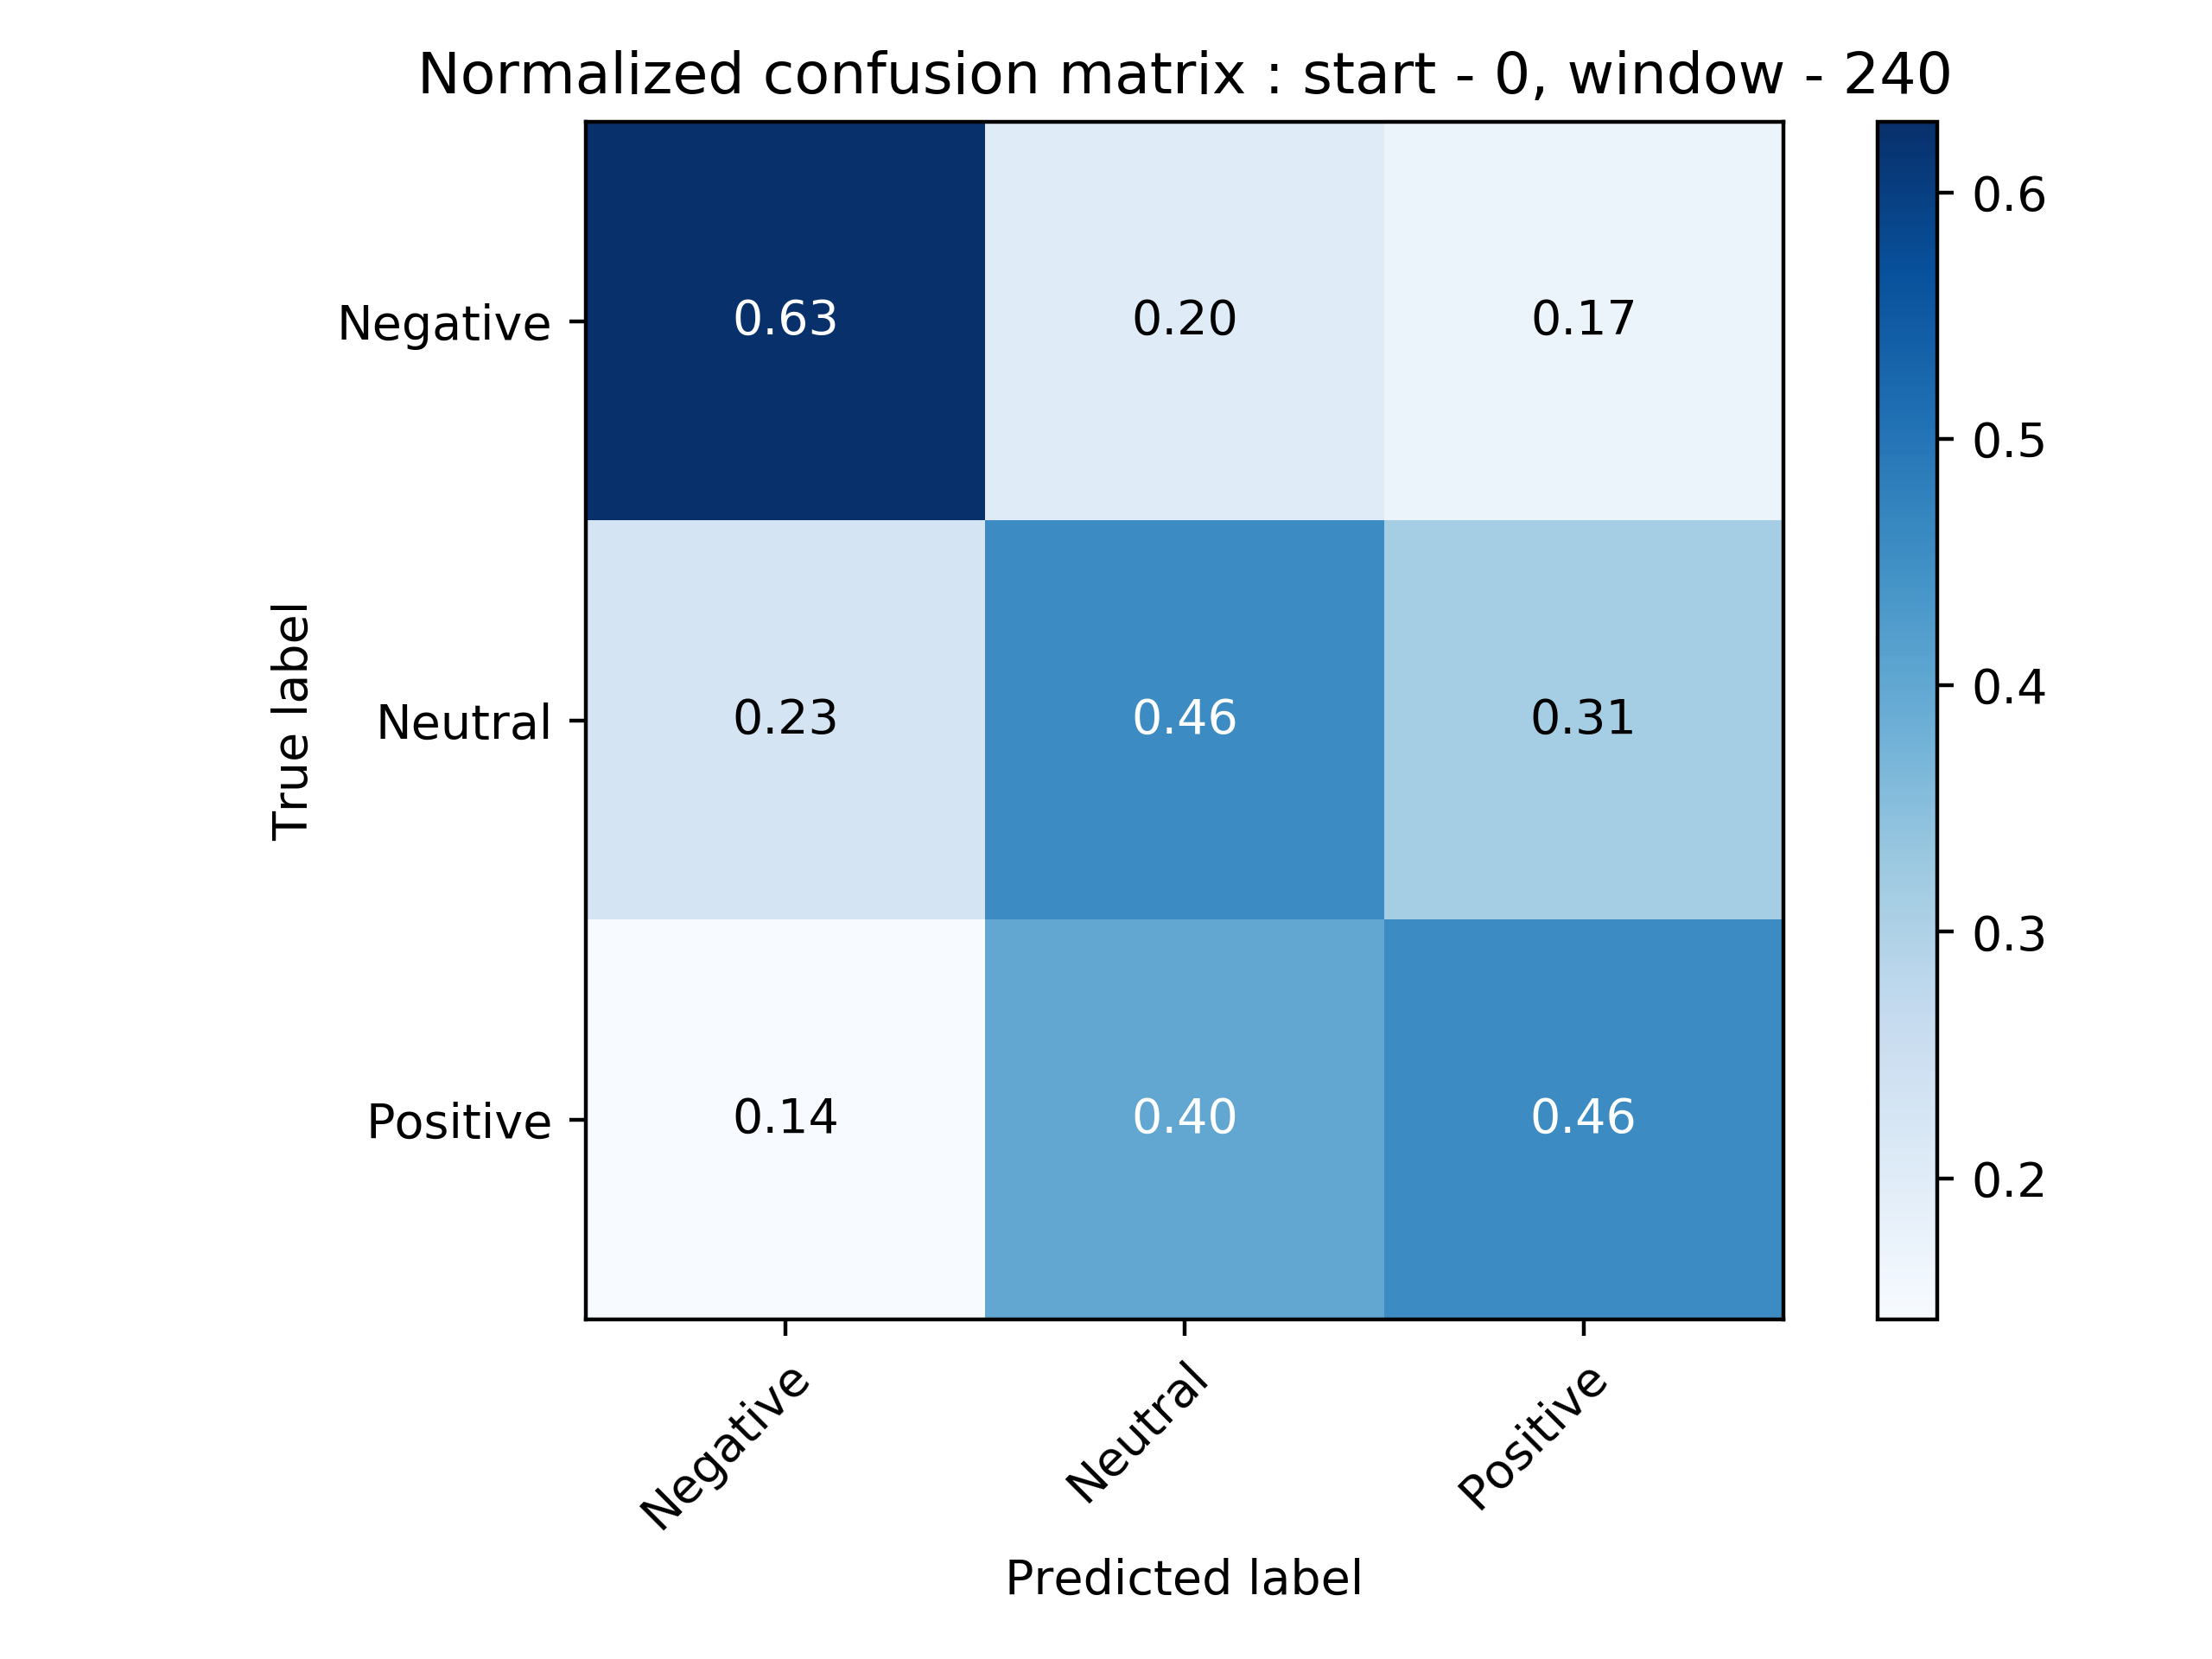 Normalized confusion matrix : start - 0, window - 240
True label
Negative
0.63 0.20 0.17
Neutral
0.23 0.46 0.31
Positive
0.14 0.40 0.46
Negative Neutral Positive
Predicted label
0.6
0.5
0.4
0.3
0.2